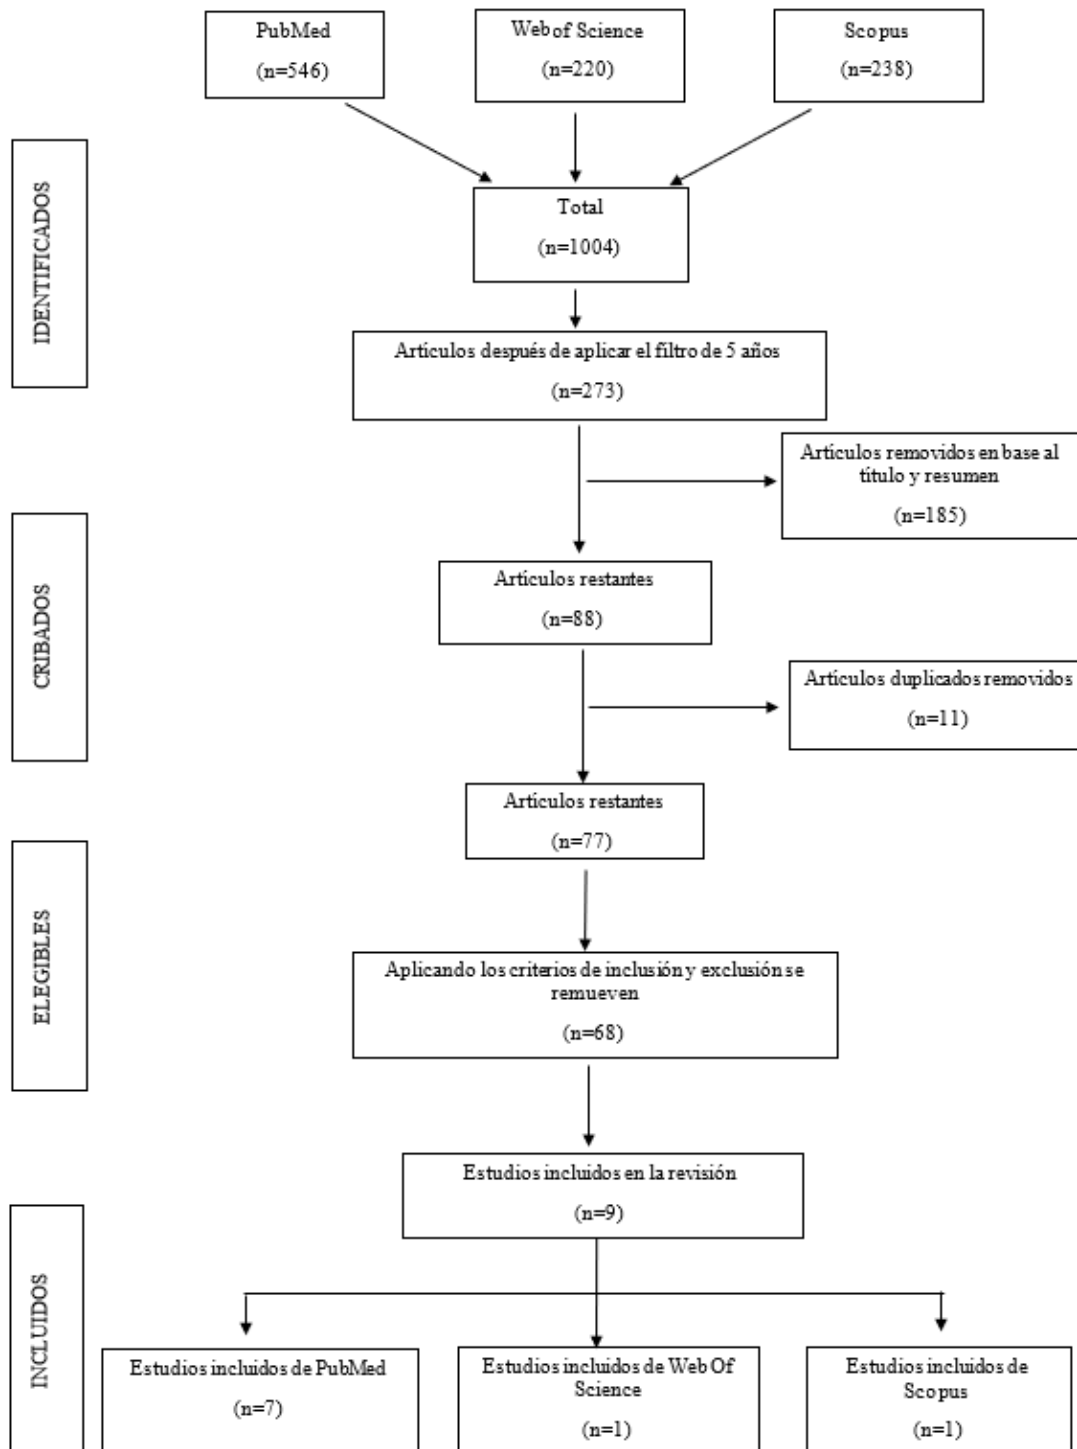 PubMed
(n=546)
Web of Science
(n=220)
Scopus
(n=238)
IDENTIFICADOS
Total
(n=1004)
Artículos después de aplicar el filtro de 5 años
(n=273)
Artículos removidos en base al
título y resumen
(n=185)
CRIBADOS
Artículos restantes
(n=88)
Artículos duplicados removidos
(n=11)
Artículos restantes
(n=77)
ELEGIBLES
Aplicando los criterios de inclusión y exclusión se
remueven
(n=68)
Estudios incluidos en la revisión
(n=9)
INCLUIDOS
Estudios incluidos de PubMed
(n=7)
Estudios incluidos de Web Of
Science
(n=1)
Estudios incluidos de
Scopus
(n=1)